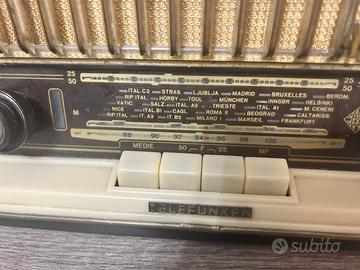 25
50
25
50
ITAL. C2 STRAS LJUBLJA MADRID BRUXELLES
RIP. ITAL. HÖRBY TOUL. MÜNCHEN INNSBR BEROM.
VATIC SALZ. ITAL. A2 TRIESTE ITAL. A1 HELSINKI
NICE ITAL. B1 CAGL. ROMA II BEOGRAD M. CENERI
RIP. ITAL. IT. A3 IT. B2 MILANO I MARSEIL CALTANISS
FRANKFURT
M
88 90 92 94 96 98 100
MEDIE 50 F 25 MF
TELEFUNKEN
subito